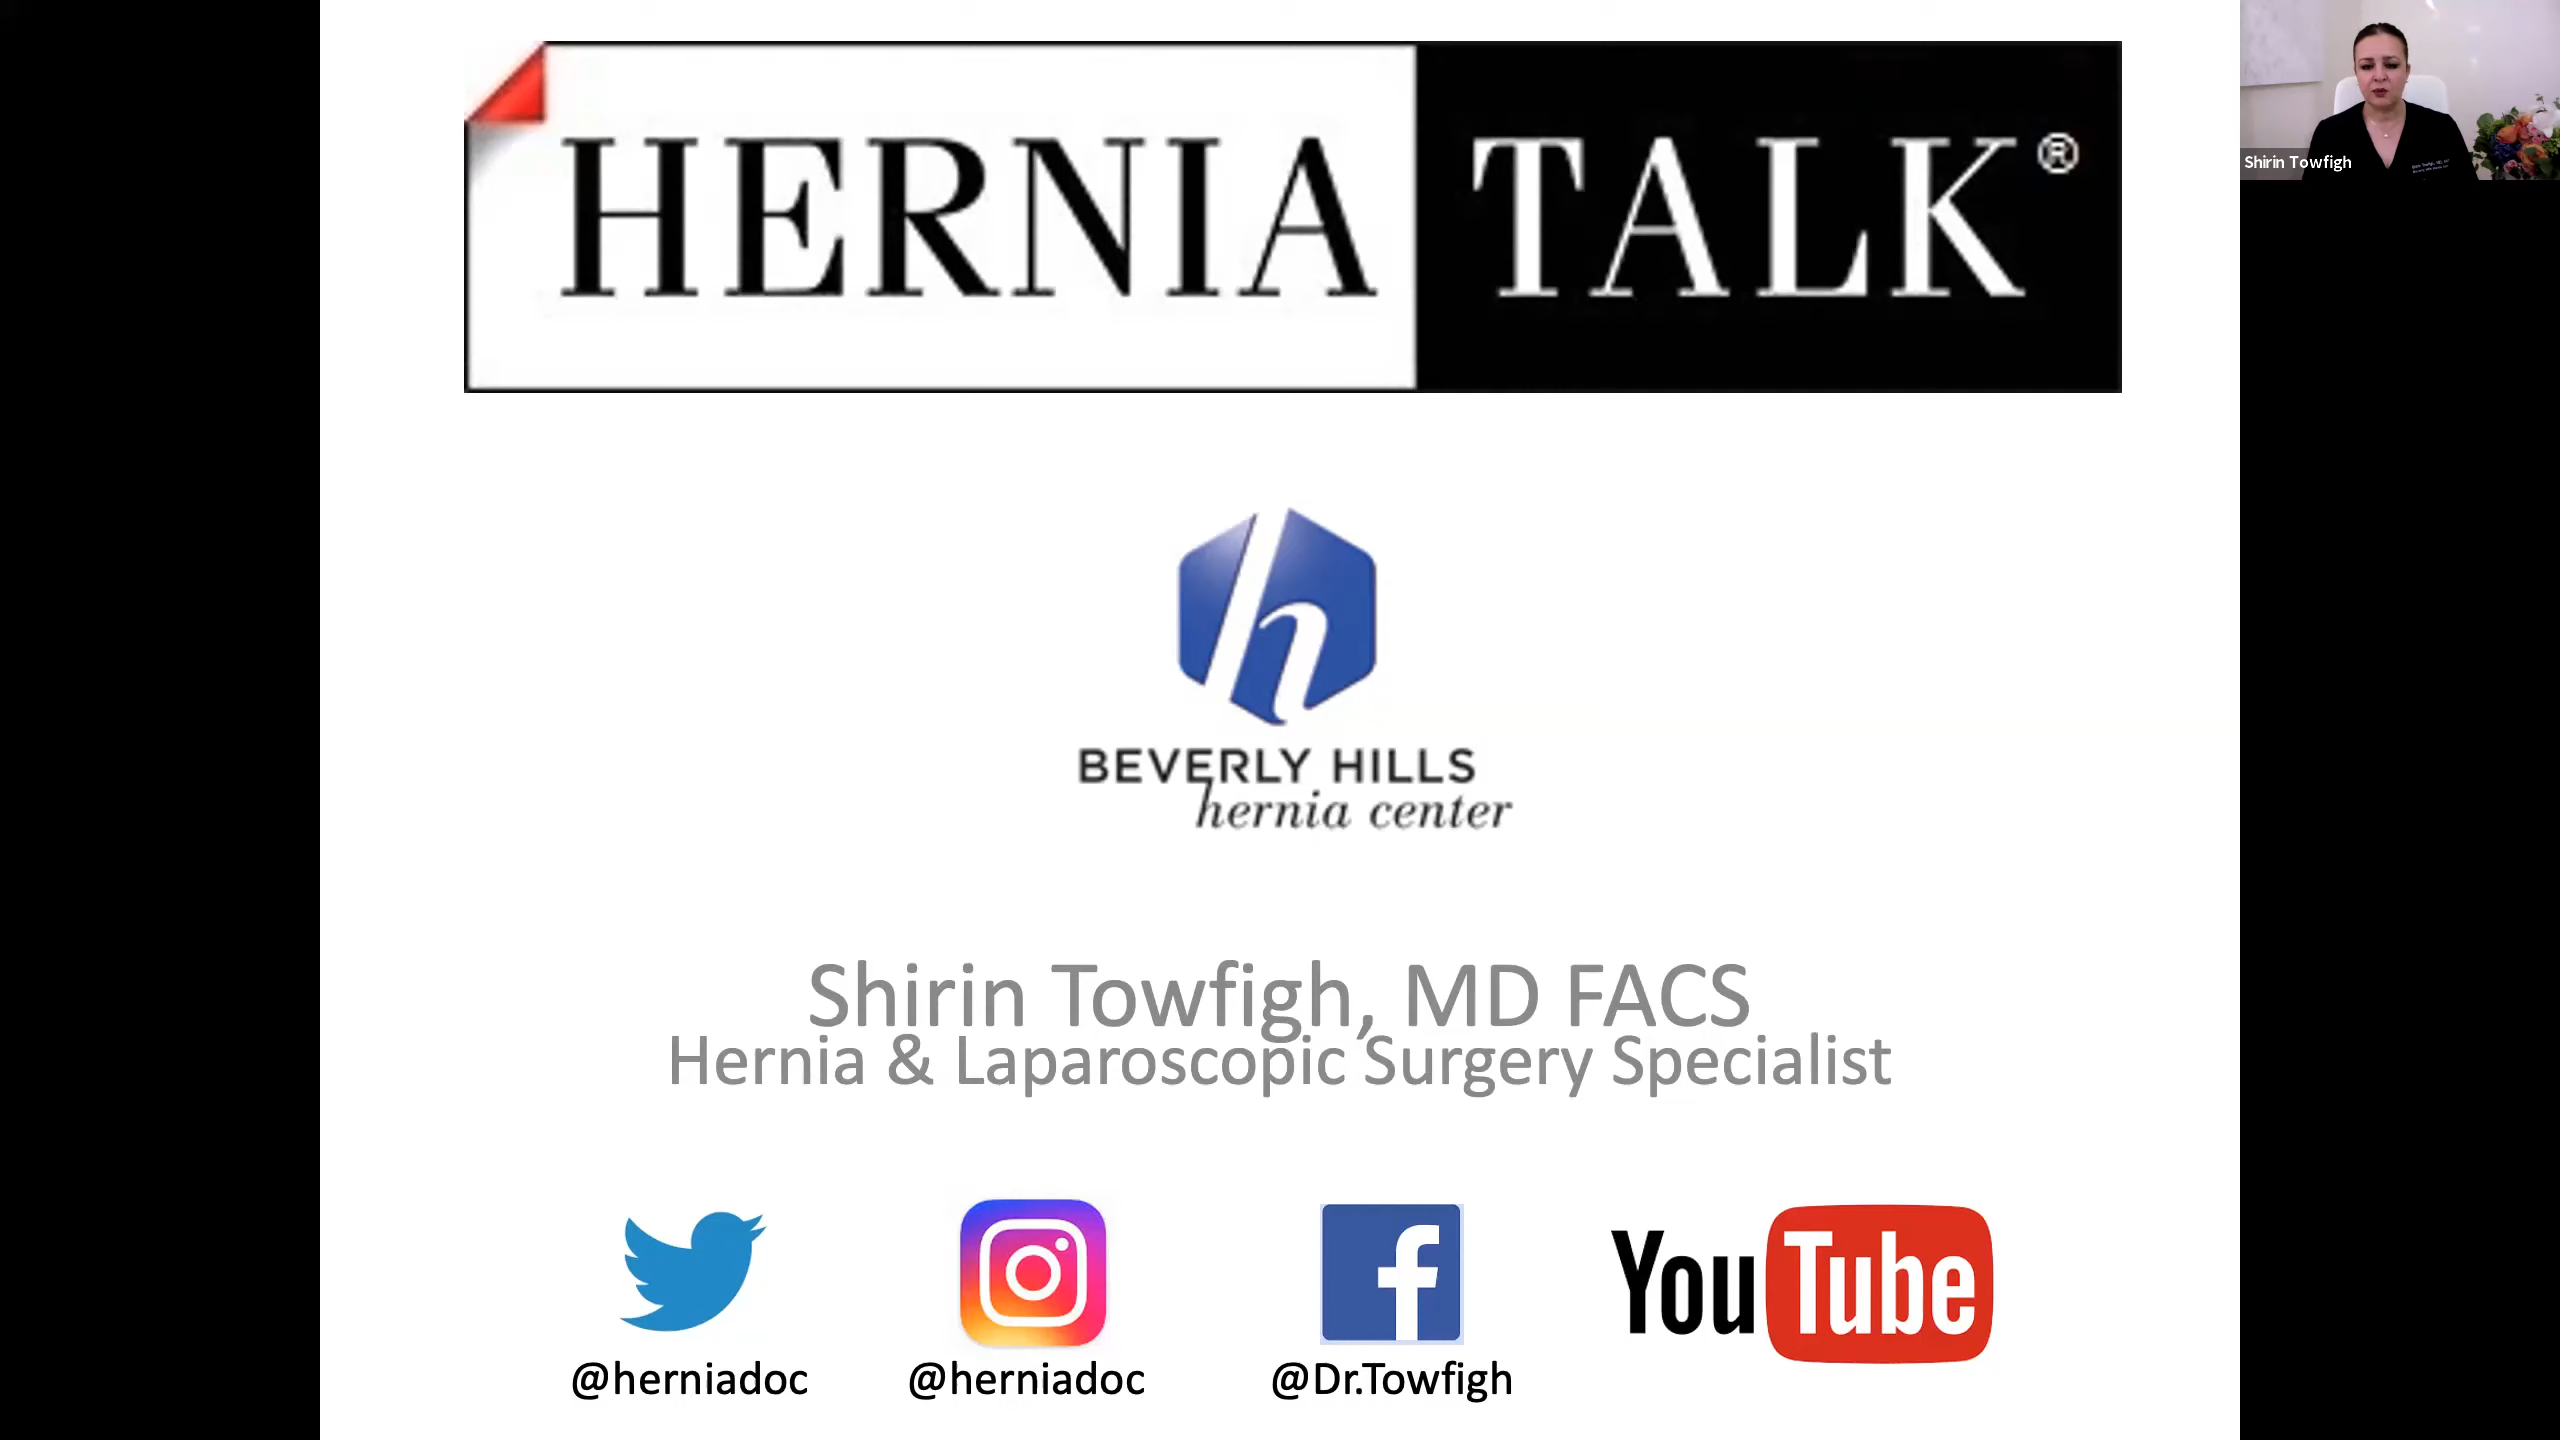 HERNIA TALK®
Shirin Towfigh
h
BEVERLY HILLS
hernia center
Shirin Towfigh, MD FACS
Hernia & Laparoscopic Surgery Specialist
f
YouTube
@herniadoc
@herniadoc
@Dr.Towfigh